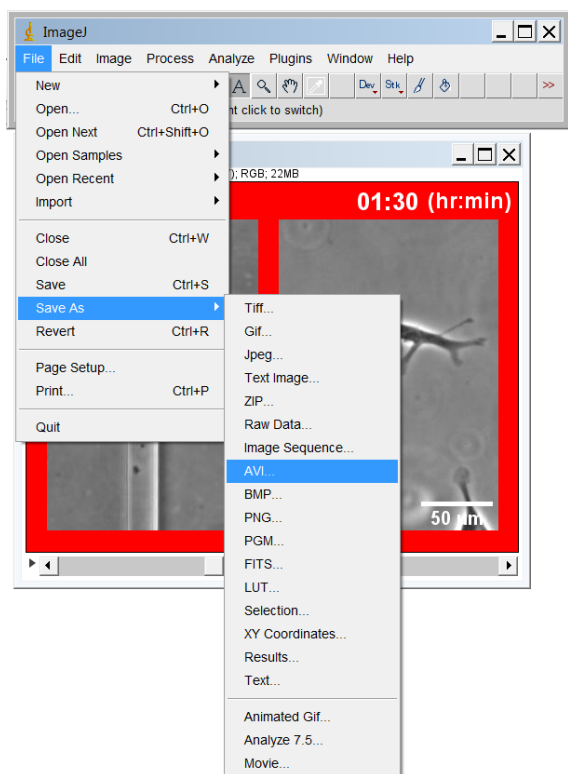 ImageJ
File Edit Image Process Analyze Plugins Window Help
A Dev Stk >>
nt click to switch)
New
Open... Ctrl+O
Open Next Ctrl+Shift+O
Open Samples
Open Recent
Import
Close Ctrl+W
Close All
Save Ctrl+S
Save As
Revert Ctrl+R
Page Setup...
Print... Ctrl+P
Quit
); RGB; 22MB
01:30 (hr:min)
Tiff...
Gif...
Jpeg...
Text Image...
ZIP...
Raw Data...
Image Sequence...
AVI...
BMP...
PNG...
PGM...
FITS...
LUT...
Selection...
XY Coordinates...
Results...
Text...
Animated Gif...
Analyze 7.5...
Movie...
50 µm